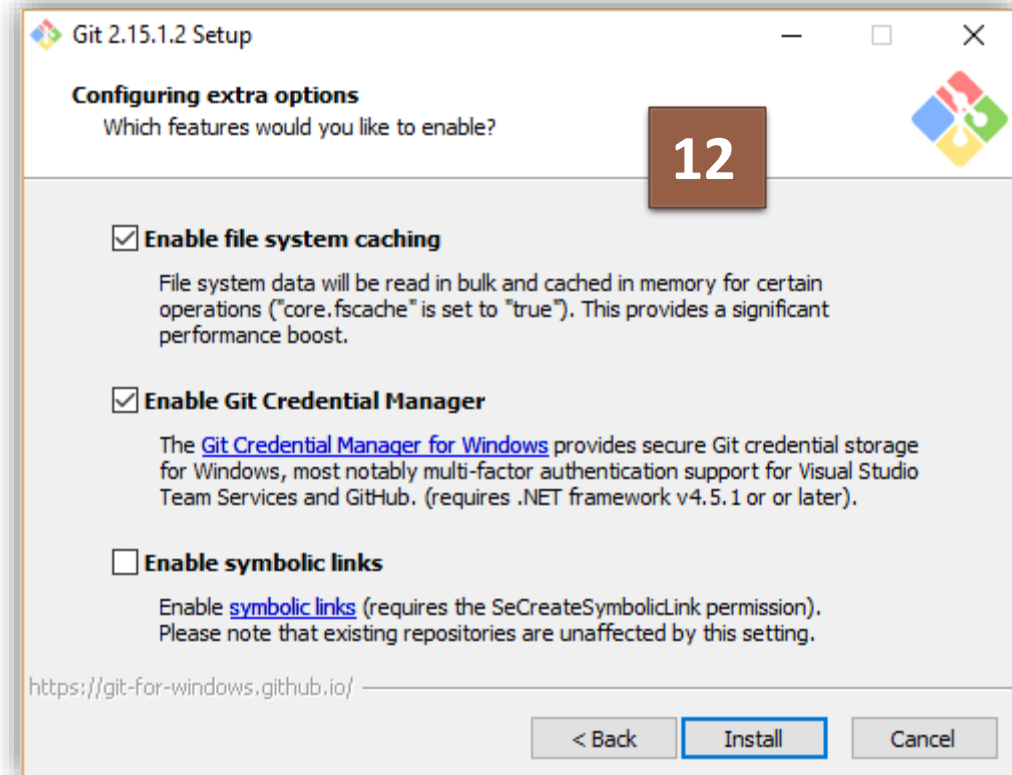 Git 2.15.1.2 Setup
Configuring extra options
Which features would you like to enable?
12
Enable file system caching
File system data will be read in bulk and cached in memory for certain
operations ("core.fscache" is set to "true"). This provides a significant
performance boost.
Enable Git Credential Manager
The Git Credential Manager for Windows provides secure Git credential storage
for Windows, most notably multi-factor authentication support for Visual Studio
Team Services and GitHub. (requires .NET framework v4.5.1 or or later).
Enable symbolic links
Enable symbolic links (requires the SeCreateSymbolicLink permission).
Please note that existing repositories are unaffected by this setting.
https://git-for-windows.github.io/
< Back Install Cancel